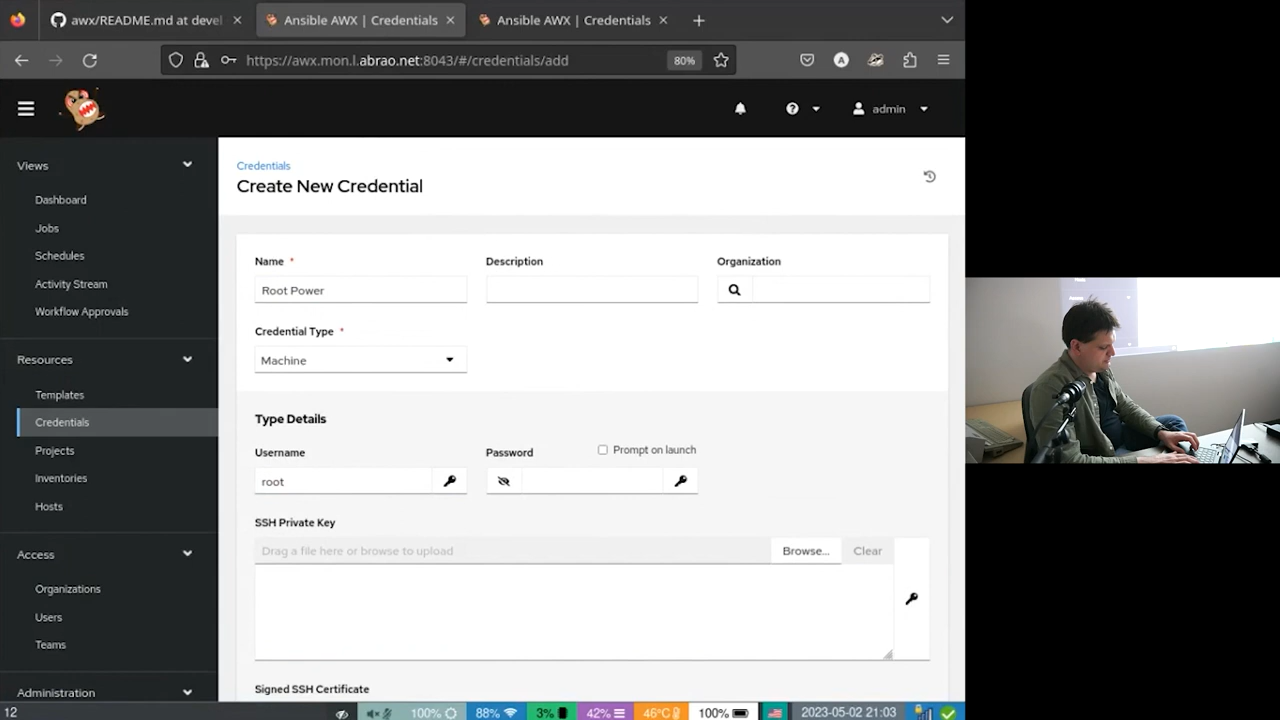 awx/README.md at devel
Ansible AWX | Credentials
Ansible AWX | Credentials
https://awx.mon.l.abrao.net:8043/#/credentials/add
80%
admin
Views
Dashboard
Jobs
Schedules
Activity Stream
Workflow Approvals
Resources
Templates
Credentials
Projects
Inventories
Hosts
Access
Organizations
Users
Teams
Administration
Credentials
Create New Credential
Name *
Description
Organization
Root Power
Credential Type *
Machine
Type Details
Username
Password
Prompt on launch
root
SSH Private Key
Drag a file here or browse to upload
Browse...
Clear
Signed SSH Certificate
12
100%
88%
3%
42%
46°C
100%
2023-05-02 21:03